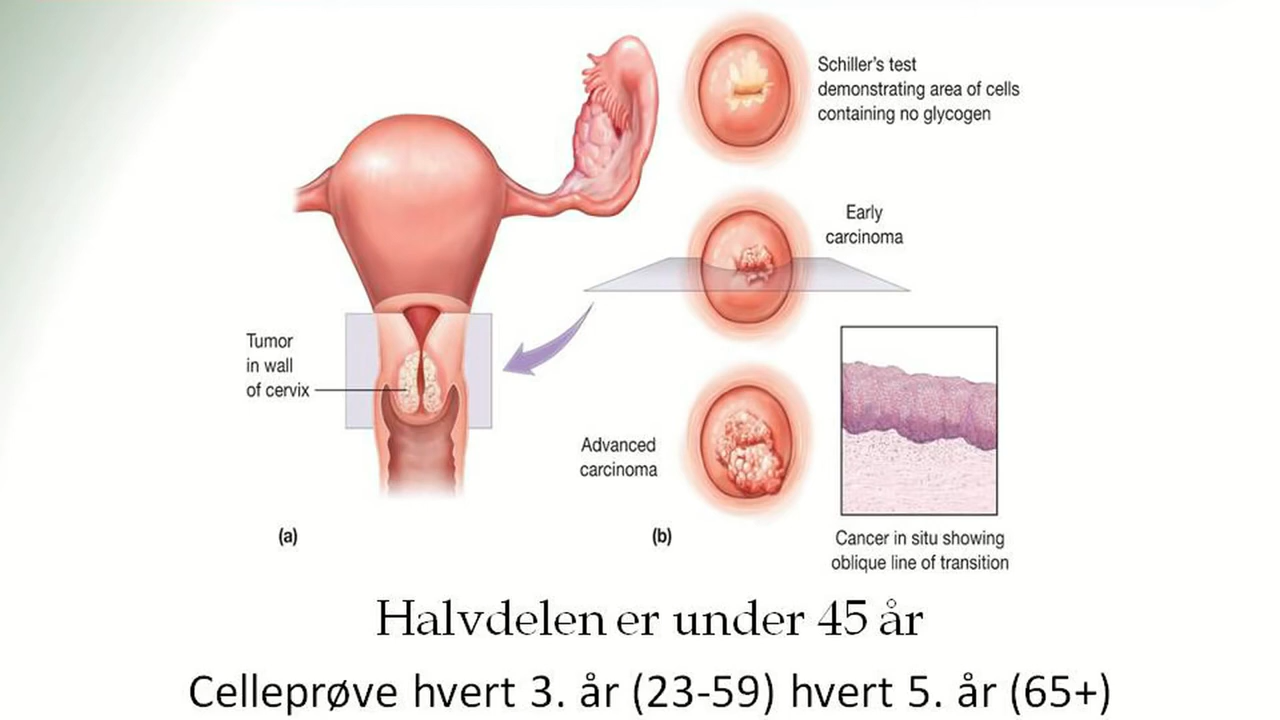 Schiller's test
demonstrating area of cells
containing no glycogen
Early
carcinoma
Tumor
in wall
of cervix
Advanced
carcinoma
(a)
(b)
Cancer in situ showing
oblique line of transition
Halvdelen er under 45 år
Celleprøve hvert 3. år (23-59) hvert 5. år (65+)